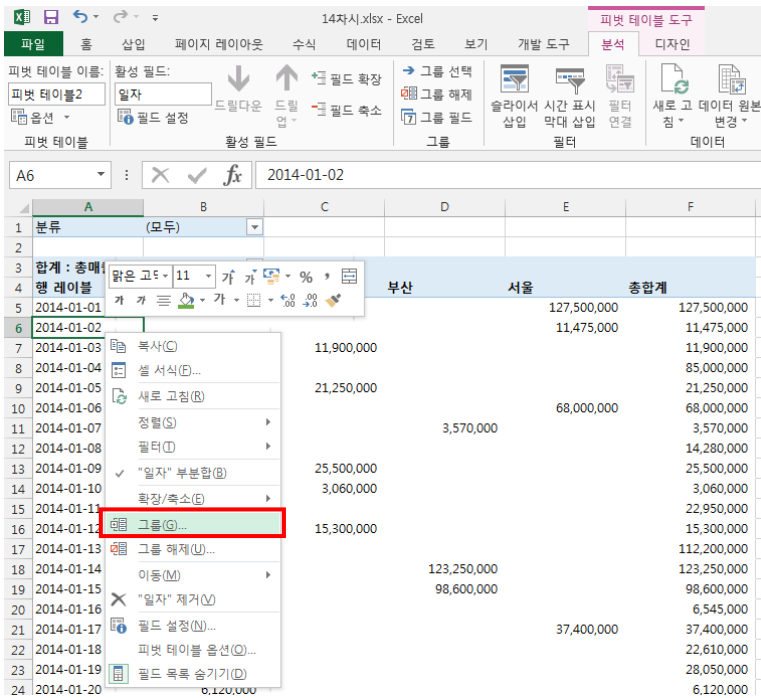 14차시.xlsx - Excel
피벗 테이블 도구
파일 홈 삽입 페이지 레이아웃 수식 데이터 검토 보기 개발 도구 분석 디자인
피벗 테이블 이름: 활성 필드:
피벗 테이블2 일자
옵션 필드 설정
드릴다운 드릴업
필드 확장
필드 축소
그룹 선택
그룹 해제
그룹 필드
슬라이서 삽입
시간 표시 막대 삽입
필터 연결
새로 고침
데이터 원본 변경
피벗 테이블 활성 필드 그룹 필터 데이터
A6 fx 2014-01-02
A B C D E F
1 분류 (모두)
2
3 합계 : 총매
4 행 레이블 부산 서울 총합계
5 2014-01-01 127,500,000 127,500,000
6 2014-01-02 11,475,000 11,475,000
7 2014-01-03 11,900,000 11,900,000
8 2014-01-04 85,000,000
9 2014-01-05 21,250,000 21,250,000
10 2014-01-06 68,000,000 68,000,000
11 2014-01-07 3,570,000 3,570,000
12 2014-01-08 14,280,000
13 2014-01-09 25,500,000 25,500,000
14 2014-01-10 3,060,000 3,060,000
15 2014-01-11 22,950,000
16 2014-01-12 15,300,000 15,300,000
17 2014-01-13 112,200,000
18 2014-01-14 123,250,000 123,250,000
19 2014-01-15 98,600,000 98,600,000
20 2014-01-16 6,545,000
21 2014-01-17 37,400,000 37,400,000
22 2014-01-18 22,610,000
23 2014-01-19 28,050,000
24 2014-01-20 6,120,000 6,120,000
맑은 고 11 가 가 % ,
가 가 가 .00 .00
복사(C)
셀 서식(F)...
새로 고침(R)
정렬(S)
필터(T)
"일자" 부분합(B)
확장/축소(E)
그룹(G)...
그룹 해제(U)...
이동(M)
"일자" 제거(V)
필드 설정(N)...
피벗 테이블 옵션(O)...
필드 목록 숨기기(D)